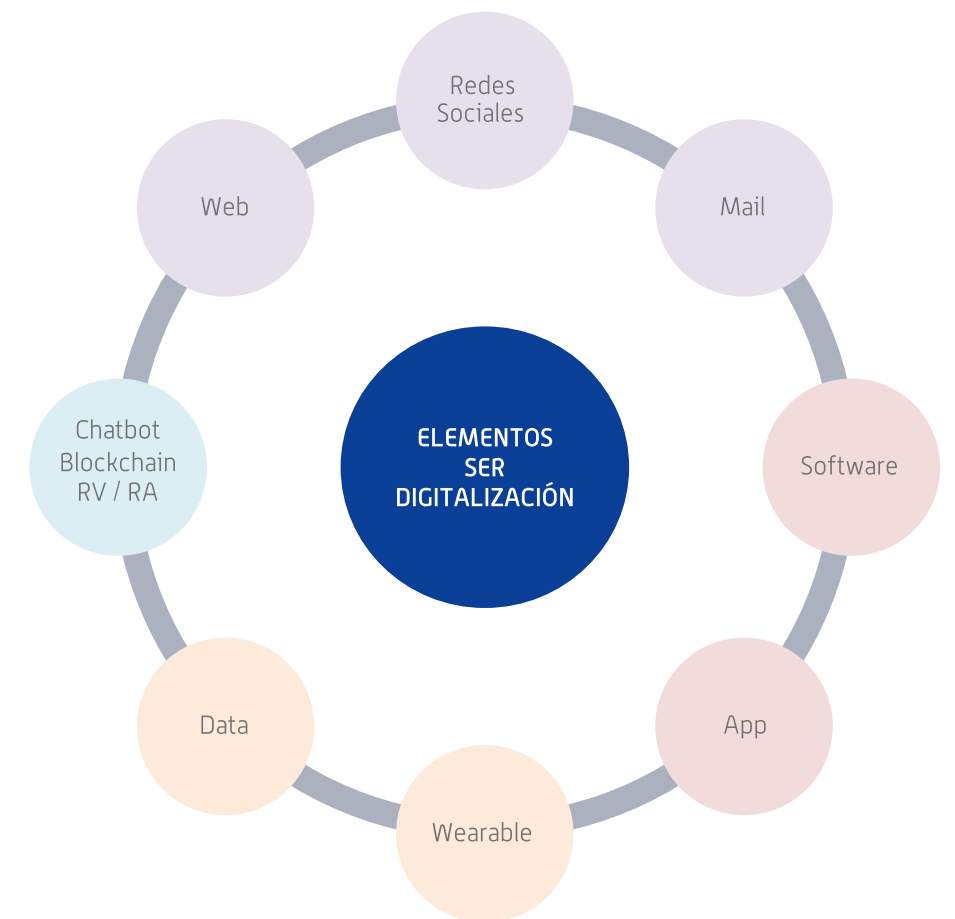 Redes
Sociales
Web
Mail
Chatbot
Blockchain
RV / RA
ELEMENTOS
SER
DIGITALIZACIÓN
Software
Data
App
Wearable